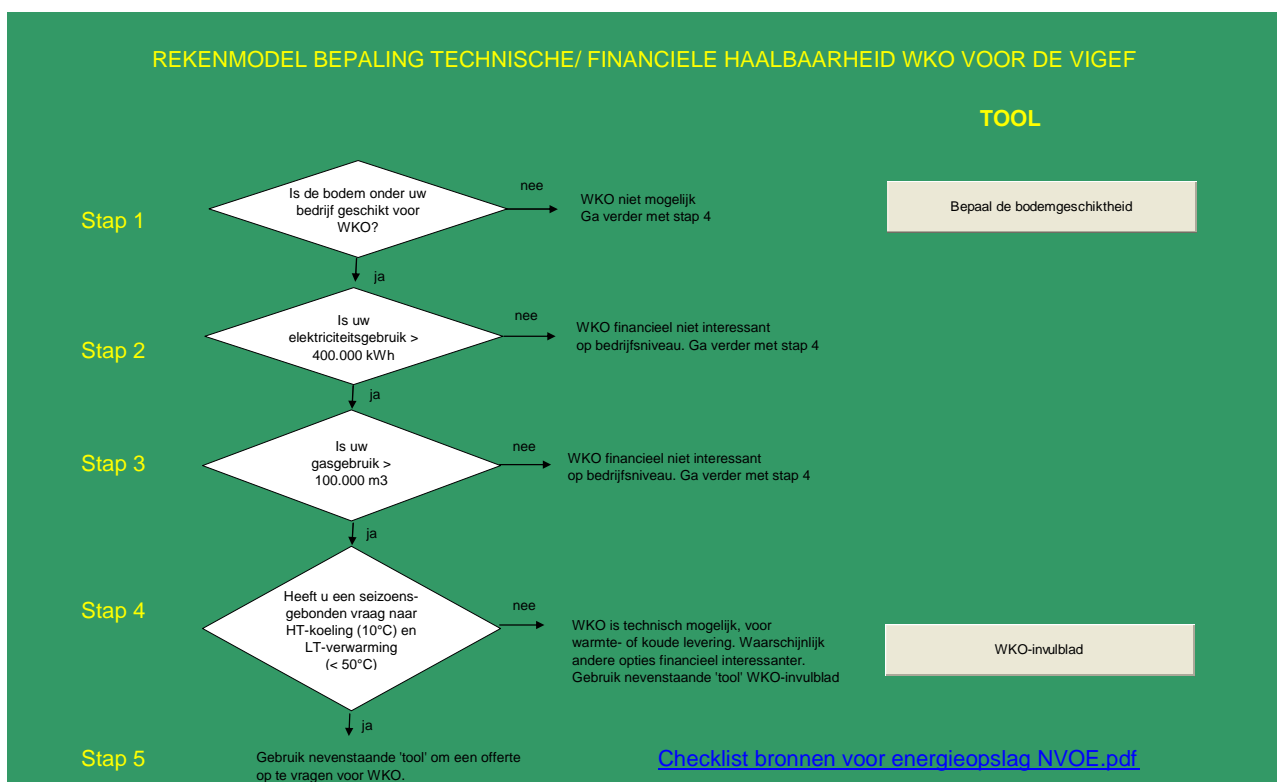 REKENMODEL BEPALING TECHNISCHE/ FINANCIELE HAALBAARHEID WKO VOOR DE VIGEF
TOOL
Stap 1
Is de bodem onder uw
bedrijf geschikt voor
WKO?
nee
WKO niet mogelijk
Ga verder met stap 4
Bepaal de bodemgeschiktheid
ja
Stap 2
Is uw
elektriciteitsgebruik >
400.000 kWh
nee
WKO financieel niet interessant
op bedrijfsniveau. Ga verder met stap 4
ja
Stap 3
Is uw
gasgebruik >
100.000 m3
nee
WKO financieel niet interessant
op bedrijfsniveau. Ga verder met stap 4
ja
Stap 4
Heeft u een seizoens-
gebonden vraag naar
HT-koeling (10°C) en
LT-verwarming
(< 50°C)
nee
WKO is technisch mogelijk, voor
warmte- of koude levering. Waarschijnlijk
andere opties financieel interessanter.
Gebruik nevenstaande 'tool' WKO-invulblad
WKO-invulblad
ja
Stap 5
Gebruik nevenstaande 'tool' om een offerte
op te vragen voor WKO.
Checklist bronnen voor energieopslag NVOE.pdf